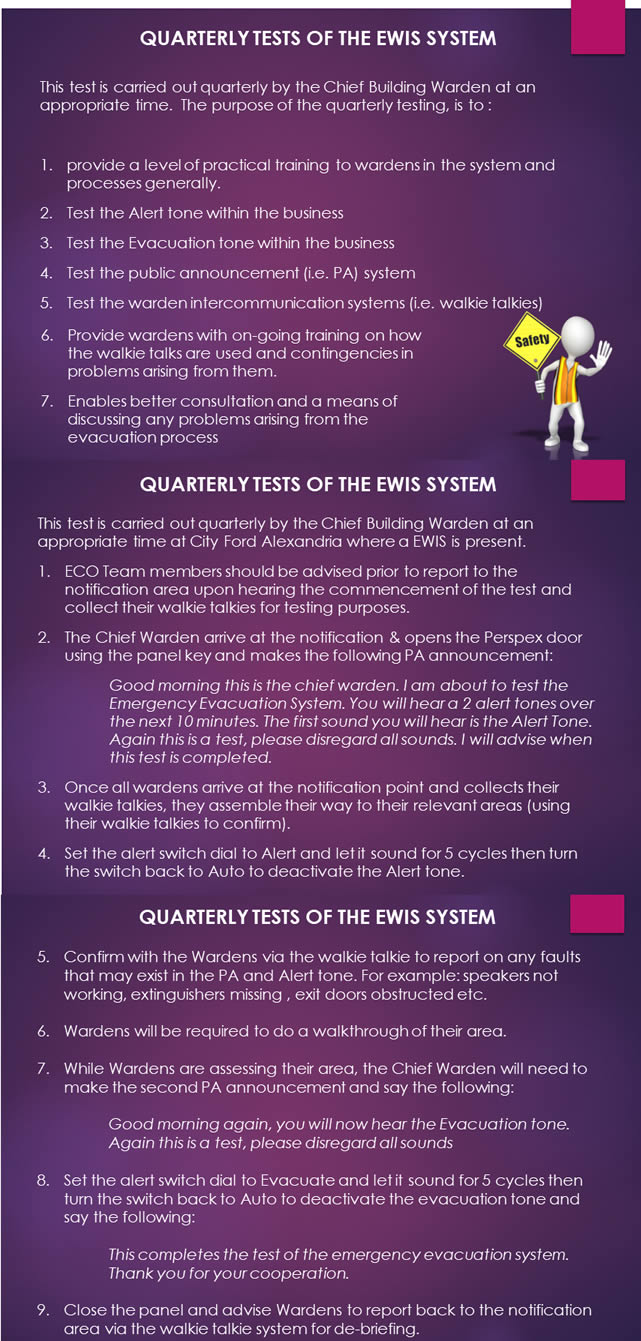 QUARTERLY TESTS OF THE EWIS SYSTEM
This test is carried out quarterly by the Chief Building Warden at an
appropriate time. The purpose of the quarterly testing, is to :
1. provide a level of practical training to wardens in the system and
processes generally.
2. Test the Alert tone within the business
3. Test the Evacuation tone within the business
4. Test the public announcement (i.e. PA) system
5. Test the warden intercommunication systems (i.e. walkie talkies)
6. Provide wardens with on-going training on how
the walkie talks are used and contingencies in
problems arising from them.
7. Enables better consultation and a means of
discussing any problems arising from the
evacuation process
Safety
QUARTERLY TESTS OF THE EWIS SYSTEM
This test is carried out quarterly by the Chief Building Warden at an
appropriate time at City Ford Alexandria where a EWIS is present.
1. ECO Team members should be advised prior to report to the
notification area upon hearing the commencement of the test and
collect their walkie talkies for testing purposes.
2. The Chief Warden arrive at the notification & opens the Perspex door
using the panel key and makes the following PA announcement:
Good morning this is the chief warden. I am about to test the
Emergency Evacuation System. You will hear a 2 alert tones over
the next 10 minutes. The first sound you will hear is the Alert Tone.
Again this is a test, please disregard all sounds. I will advise when
this test is completed.
3. Once all wardens arrive at the notification point and collects their
walkie talkies, they assemble their way to their relevant areas (using
their walkie talkies to confirm).
4. Set the alert switch dial to Alert and let it sound for 5 cycles then turn
the switch back to Auto to deactivate the Alert tone.
QUARTERLY TESTS OF THE EWIS SYSTEM
5. Confirm with the Wardens via the walkie talkie to report on any faults
that may exist in the PA and Alert tone. For example: speakers not
working, extinguishers missing , exit doors obstructed etc.
6. Wardens will be required to do a walkthrough of their area.
7. While Wardens are assessing their area, the Chief Warden will need to
make the second PA announcement and say the following:
Good morning again, you will now hear the Evacuation tone.
Again this is a test, please disregard all sounds
8. Set the alert switch dial to Evacuate and let it sound for 5 cycles then
turn the switch back to Auto to deactivate the evacuation tone and
say the following:
This completes the test of the emergency evacuation system.
Thank you for your cooperation.
9. Close the panel and advise Wardens to report back to the notification
area via the walkie talkie system for de-briefing.